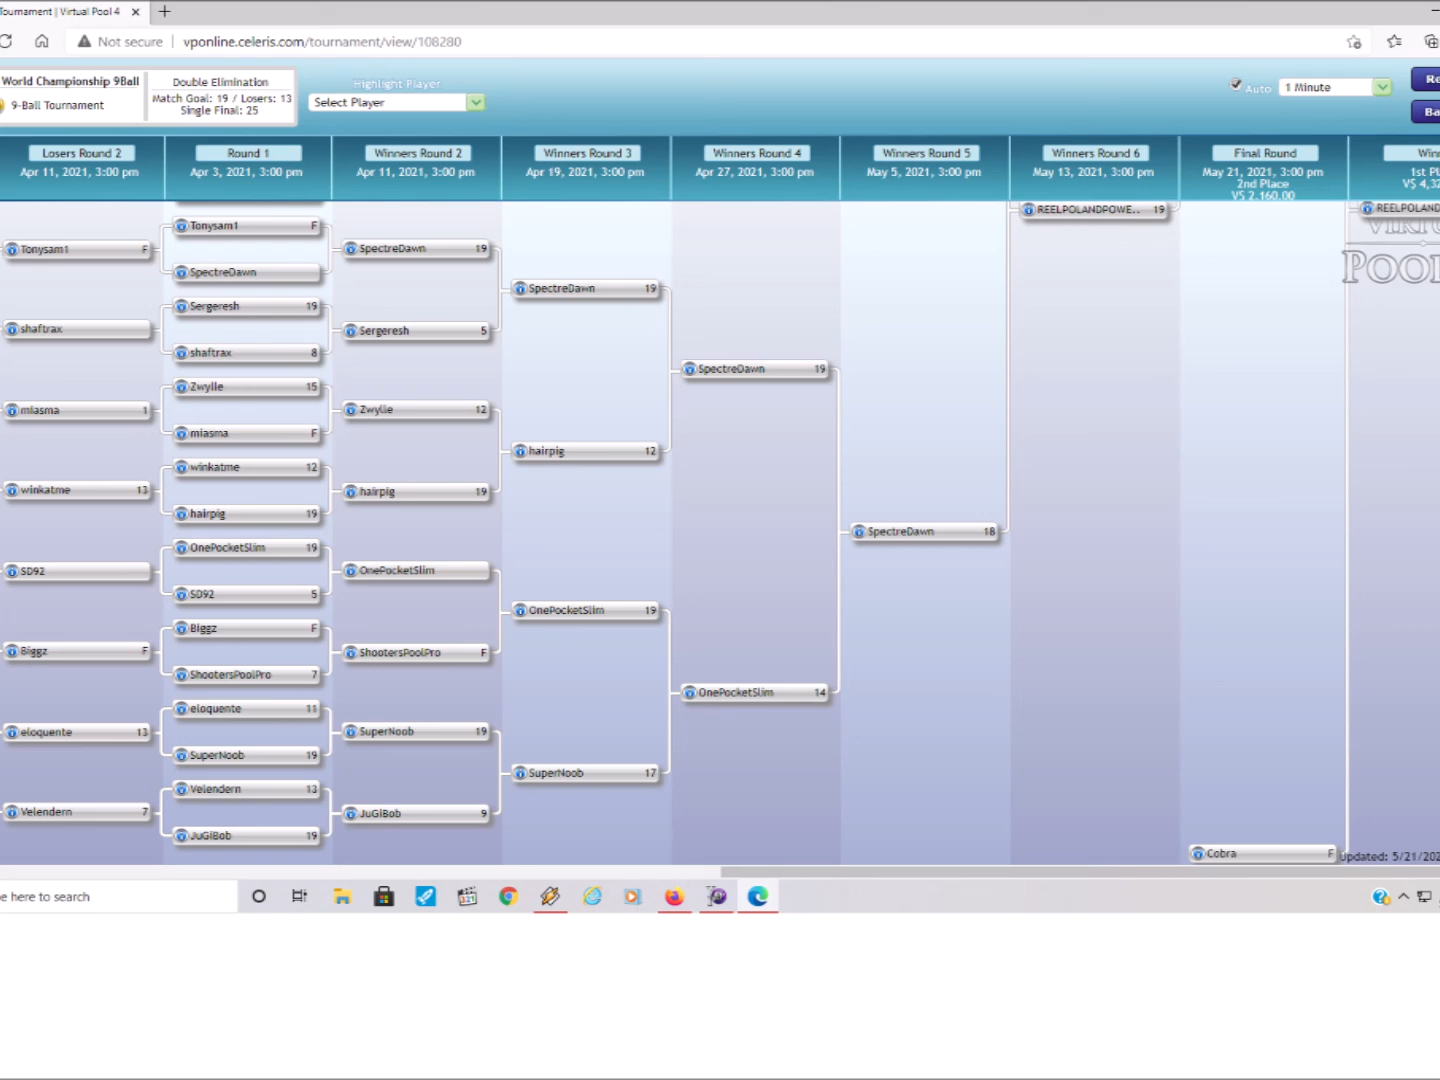 Tournament | Virtual Pool 4
Not secure
vponline.celeris.com/tournament/view/108280
World Championship 9Ball
9-Ball Tournament
Double Elimination
Match Goal: 19 / Losers: 13
Single Final: 25
Highlight Player
Select Player
Auto
1 Minute
Re
Ba
Losers Round 2
Apr 11, 2021, 3:00 pm
Round 1
Apr 3, 2021, 3:00 pm
Winners Round 2
Apr 11, 2021, 3:00 pm
Winners Round 3
Apr 19, 2021, 3:00 pm
Winners Round 4
Apr 27, 2021, 3:00 pm
Winners Round 5
May 5, 2021, 3:00 pm
Winners Round 6
May 13, 2021, 3:00 pm
Final Round
May 21, 2021, 3:00 pm
2nd Place
V$ 2,160.00
Winn
1st Pl
V$ 4,32
Tonysam1 F
shaftrax
miasma 1
winkatme 13
SD92
Biggz F
eloquente 13
Velendern 7
Tonysam1 F
SpectreDawn
Sergeresh 19
shaftrax 8
Zwylle 15
miasma F
winkatme 12
hairpig 19
OnePocketSlim 19
SD92 5
Biggz F
ShootersPoolPro 7
eloquente 11
SuperNoob 19
Velendern 13
JuGiBob 19
SpectreDawn 19
Sergeresh 5
Zwylle 12
hairpig 19
OnePocketSlim
ShootersPoolPro F
SuperNoob 19
JuGiBob 9
SpectreDawn 19
hairpig 12
OnePocketSlim 19
SuperNoob 17
SpectreDawn 19
OnePocketSlim 14
SpectreDawn 18
REELPOLANDPOWE.. 19
Cobra F
REELPOLAND
VIRTU
POOL
Updated: 5/21/202
e here to search